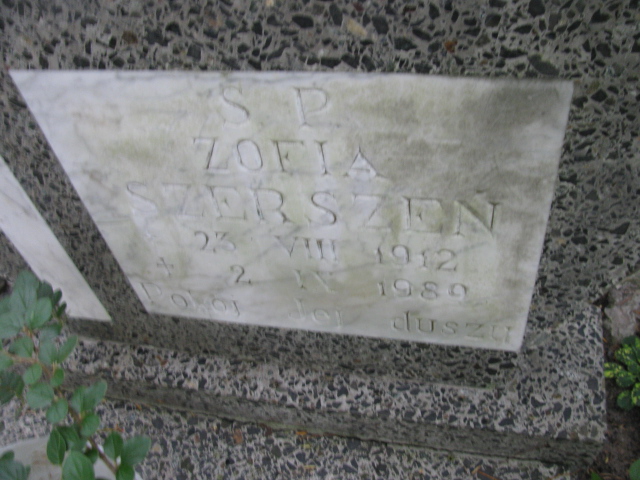 S P
ZOFIA
SZERSZEN
23 VIII 1912
+ 2 IX 1989
Pokój Jej duszy